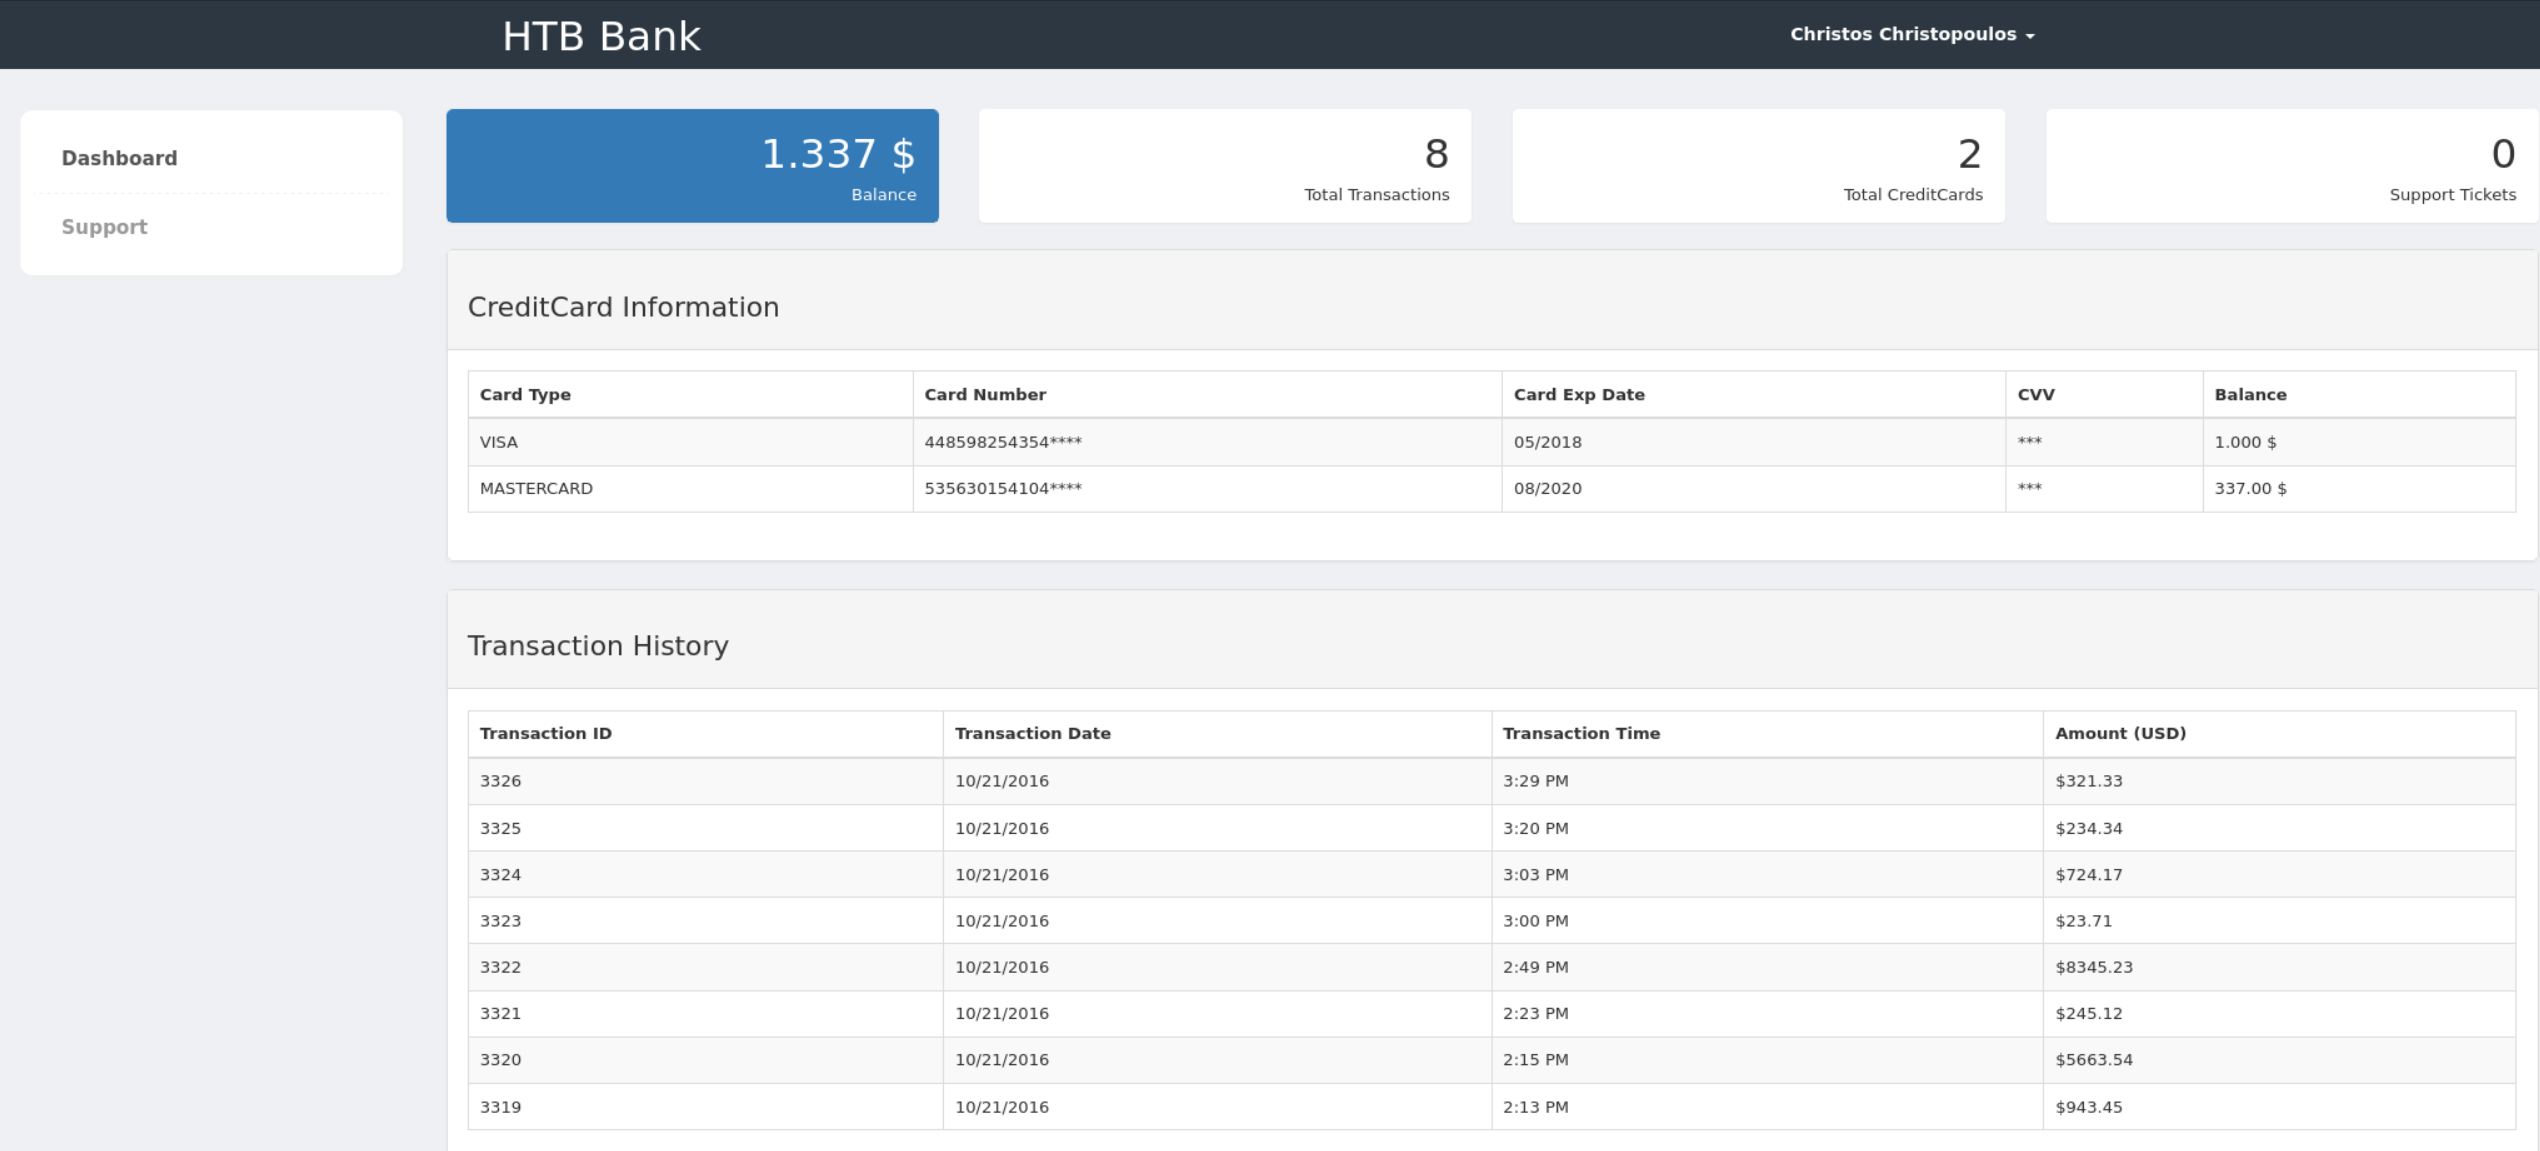 HTB Bank
Christos Christopoulos
Dashboard
Support
1.337 $
Balance
8
Total Transactions
2
Total CreditCards
0
Support Tickets
CreditCard Information
Card Type Card Number Card Exp Date CVV Balance
VISA 448598254354**** 05/2018 *** 1.000 $
MASTERCARD 535630154104**** 08/2020 *** 337.00 $
Transaction History
Transaction ID Transaction Date Transaction Time Amount (USD)
3326 10/21/2016 3:29 PM $321.33
3325 10/21/2016 3:20 PM $234.34
3324 10/21/2016 3:03 PM $724.17
3323 10/21/2016 3:00 PM $23.71
3322 10/21/2016 2:49 PM $8345.23
3321 10/21/2016 2:23 PM $245.12
3320 10/21/2016 2:15 PM $5663.54
3319 10/21/2016 2:13 PM $943.45